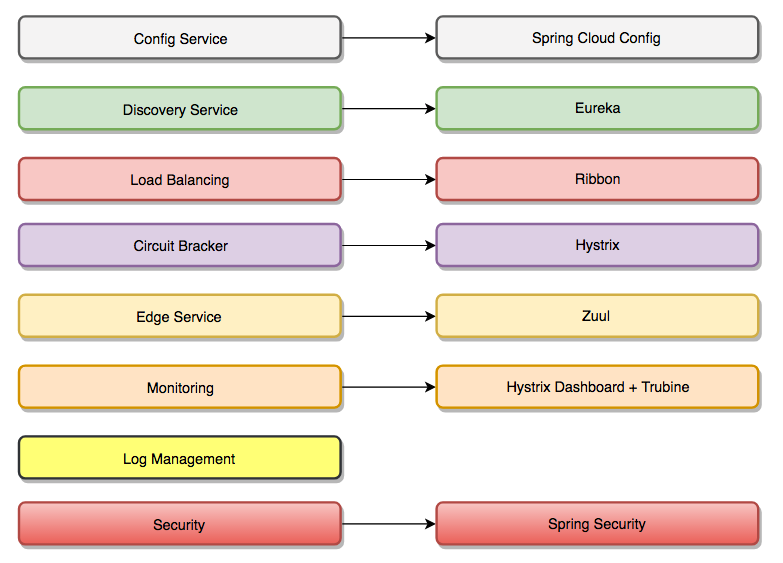 Config Service
Spring Cloud Config
Discovery Service
Eureka
Load Balancing
Ribbon
Circuit Bracker
Hystrix
Edge Service
Zuul
Monitoring
Hystrix Dashboard + Trubine
Log Management
Security
Spring Security